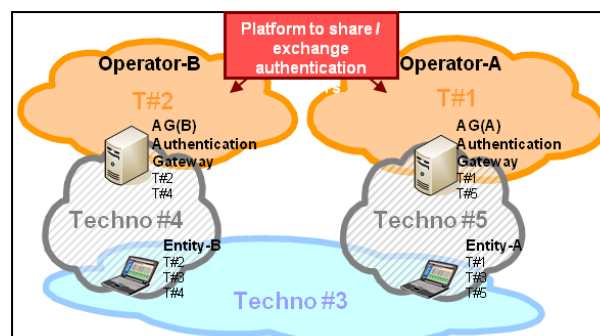 Platform to share /
exchange
authentication
Operator-B
Operator-A
T#2
T#1
AG(B)
Authentication
Gateway
T#2
T#4
AG(A)
Authentication
Gateway
T#1
T#5
Techno #4
Techno #5
Entity-B
T#2
T#3
T#4
Entity-A
T#1
T#3
T#5
Techno #3